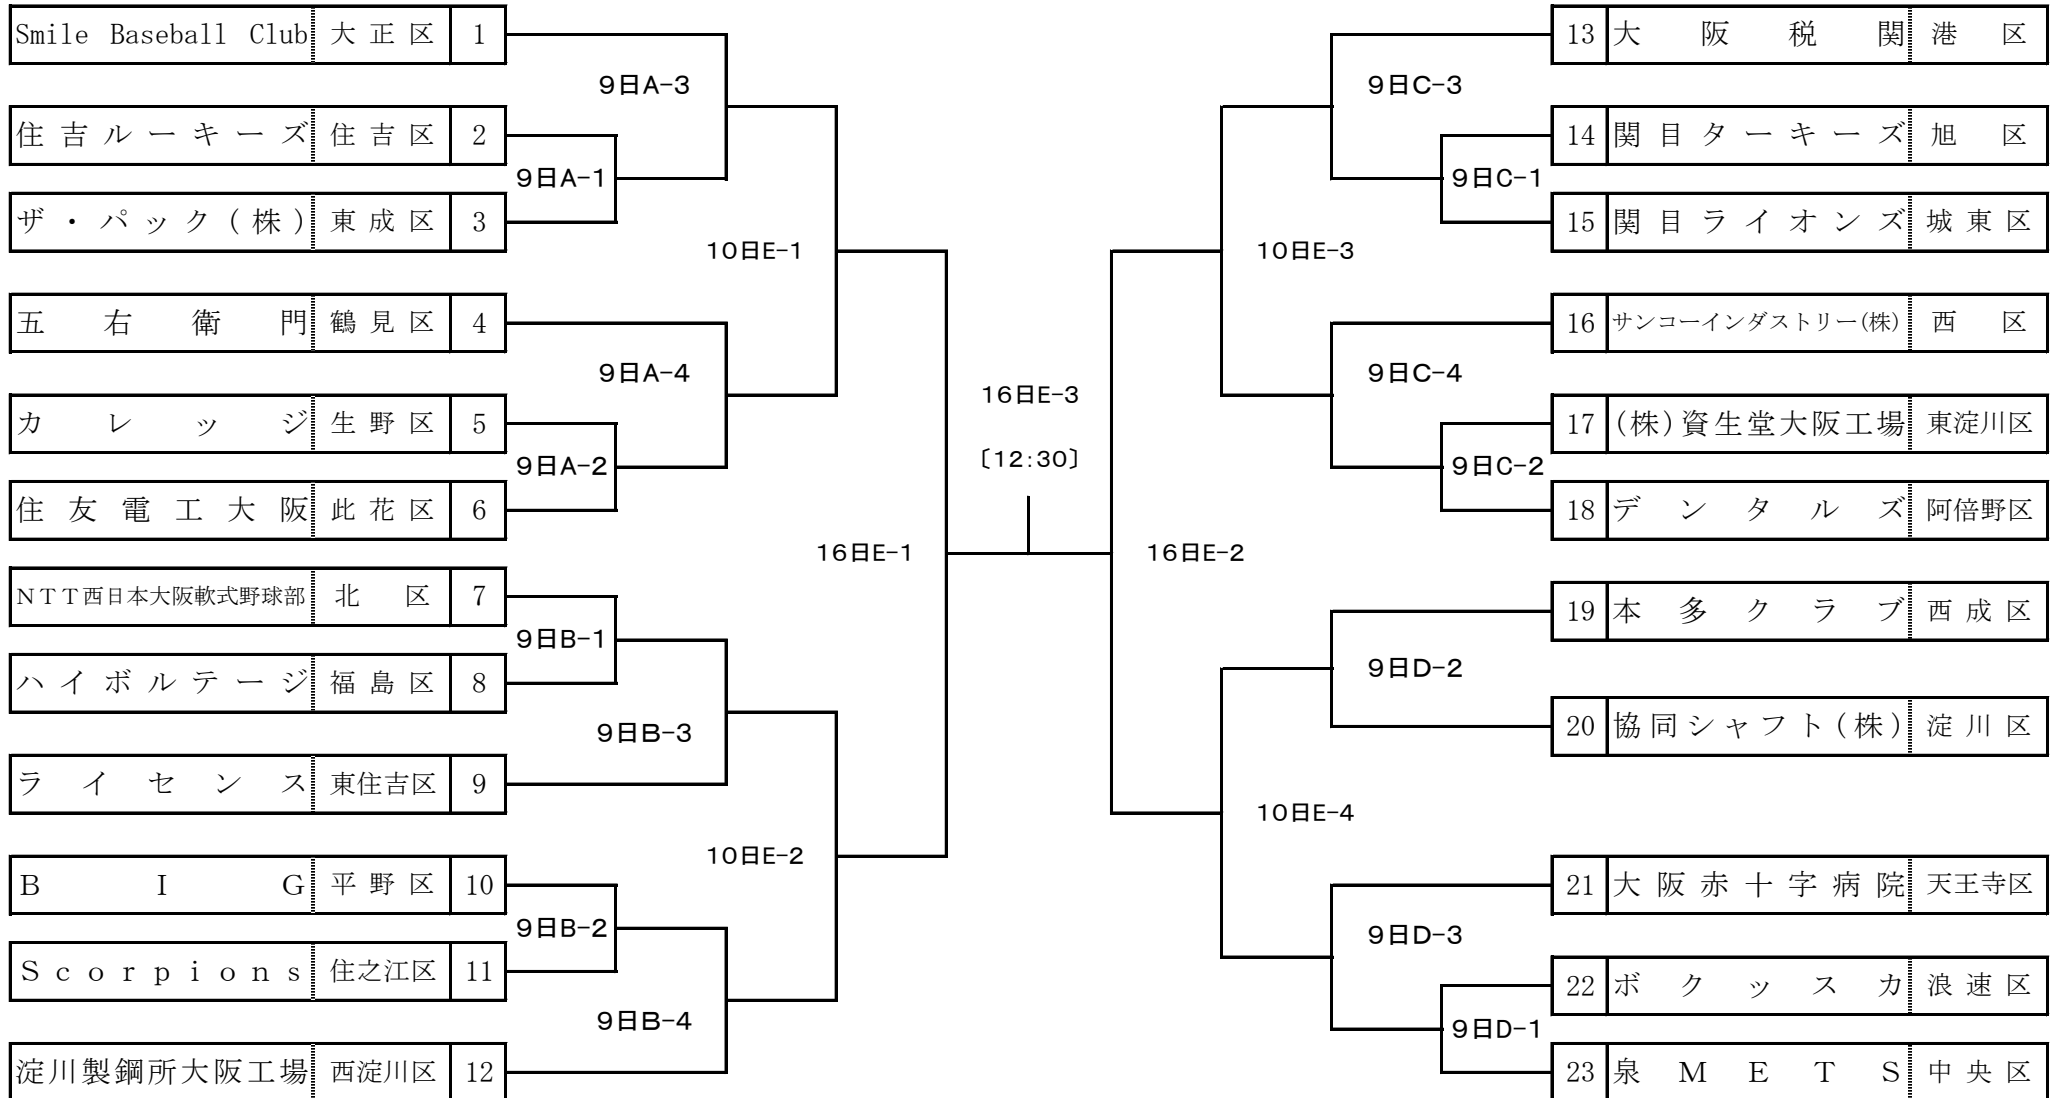 Smile Baseball Club 大正区 1
9日A-3
住吉ルーキーズ 住吉区 2
9日A-1
ザ・パック(株) 東成区 3
10日E-1
五右衛門 鶴見区 4
9日A-4
カレッジ 生野区 5
9日A-2
住友電工大阪 此花区 6
16日E-1
NTT西日本大阪軟式野球部 北区 7
9日B-1
ハイボルテージ 福島区 8
9日B-3
ライセンス 東住吉区 9
10日E-2
BIG 平野区 10
9日B-2
Scorpions 住之江区 11
9日B-4
淀川製鋼所大阪工場 西淀川区 12
16日E-3
〔12:30〕
13 大阪税関 港区
9日C-3
14 関目ターキーズ 旭区
9日C-1
15 関目ライオンズ 城東区
10日E-3
16 サンコーインダストリー(株) 西区
9日C-4
17 (株)資生堂大阪工場 東淀川区
9日C-2
18 デンタルズ 阿倍野区
16日E-2
19 本多クラブ 西成区
9日D-2
20 協同シャフト(株) 淀川区
10日E-4
21 大阪赤十字病院 天王寺区
9日D-3
22 ボクッスカ 浪速区
9日D-1
23 泉METS 中央区